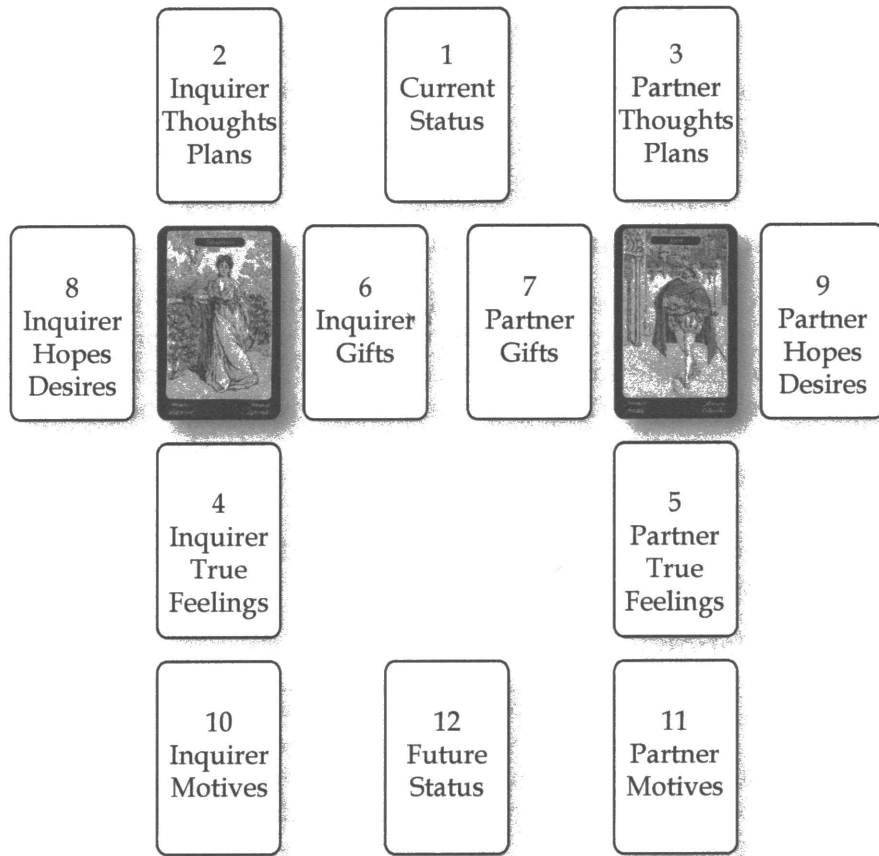 2
Inquirer
Thoughts
Plans
1
Current
Status
3
Partner
Thoughts
Plans
8
Inquirer
Hopes
Desires
6
Inquirer
Gifts
7
Partner
Gifts
9
Partner
Hopes
Desires
4
Inquirer
True
Feelings
5
Partner
True
Feelings
10
Inquirer
Motives
12
Future
Status
11
Partner
Motives